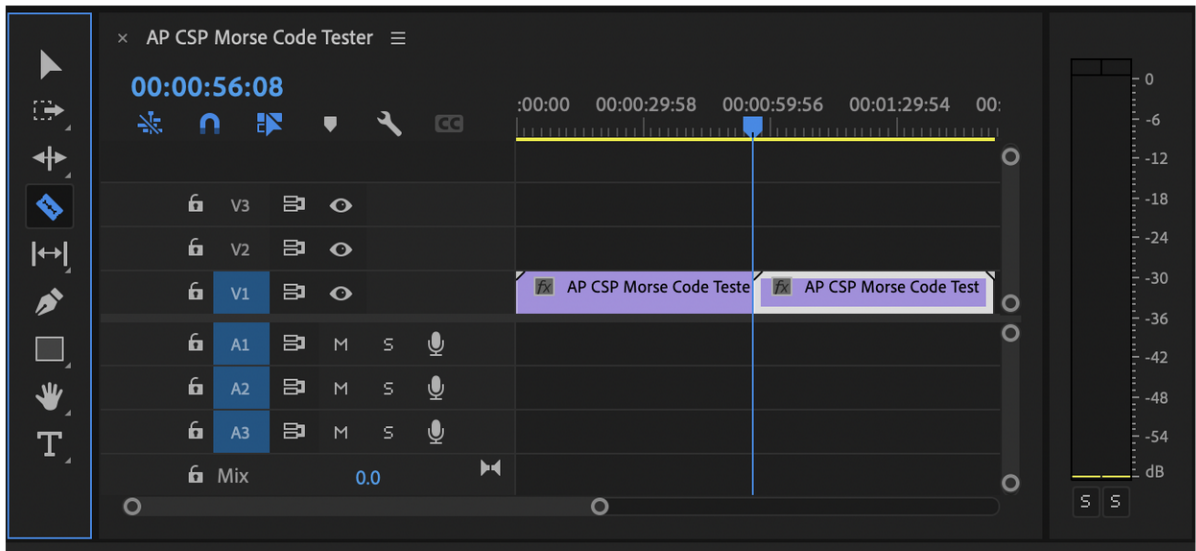 × AP CSP Morse Code Tester
00:00:56:08
:00:00 00:00:29:58 00:00:59:56 00:01:29:54 00:
CC
V3
V2
V1
fx AP CSP Morse Code Teste
fx AP CSP Morse Code Test
A1 M S
A2 M S
A3 M S
Mix 0.0
T
0
-6
-12
-18
-24
-30
-36
-42
-48
-54
dB
S S